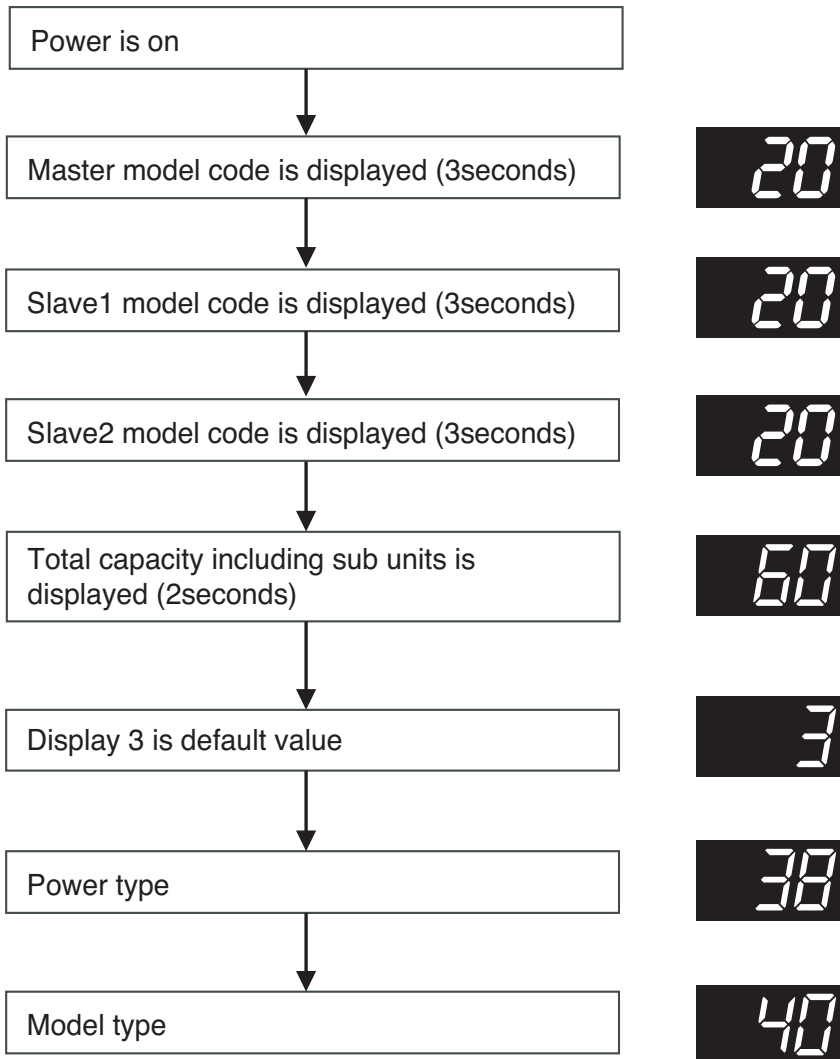 Power is on
Master model code is displayed (3seconds)
20
Slave1 model code is displayed (3seconds)
20
Slave2 model code is displayed (3seconds)
20
Total capacity including sub units is
displayed (2seconds)
60
Display 3 is default value
3
Power type
38
Model type
40